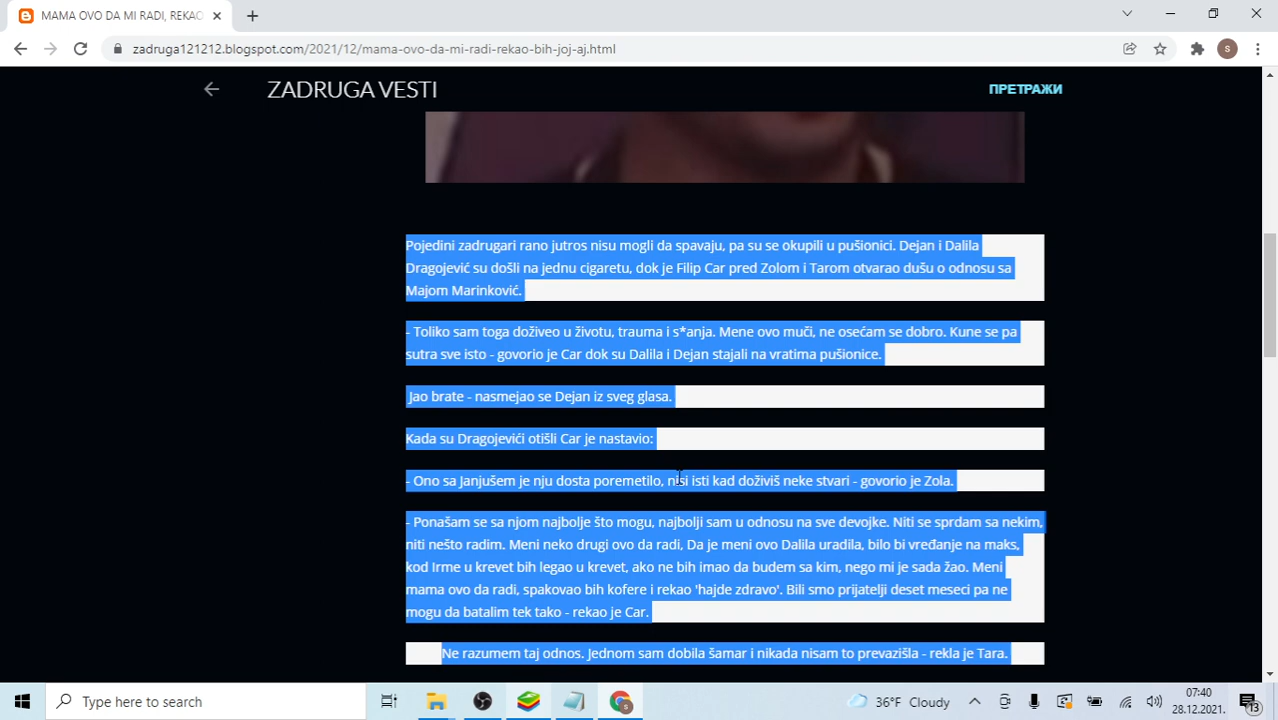 MAMA OVO DA MI RADI, REKAO
zadruga121212.blogspot.com/2021/12/mama-ovo-da-mi-radi-rekao-bih-joj-aj.html
S
ZADRUGA VESTI
ПРЕТРАЖИ
Pojedini zadrugari rano jutros nisu mogli da spavaju, pa su se okupili u pušionici. Dejan i Dalila
Dragojević su došli na jednu cigaretu, dok je Filip Car pred Zolom i Tarom otvarao dušu o odnosu sa
Majom Marinković.
- Toliko sam toga doživeo u životu, trauma i s*anja. Mene ovo muči, ne osećam se dobro. Kune se pa
sutra sve isto - govorio je Car dok su Dalila i Dejan stajali na vratima pušionice.
Jao brate - nasmejao se Dejan iz sveg glasa.
Kada su Dragojevići otišli Car je nastavio:
- Ono sa Janjušem je nju dosta poremetilo, nisi isti kad doživiš neke stvari - govorio je Zola.
- Ponašam se sa njom najbolje što mogu, najbolji sam u odnosu na sve devojke. Niti se sprdam sa nekim,
niti nešto radim. Meni neko drugi ovo da radi, Da je meni ovo Dalila uradila, bilo bi vređanje na maks,
kod Irme u krevet bih legao u krevet, ako ne bih imao da budem sa kim, nego mi je sada žao. Meni
mama ovo da radi, spakovao bih kofere i rekao 'hajde zdravo'. Bili smo prijatelji deset meseci pa ne
mogu da batalim tek tako - rekao je Car.
Ne razumem taj odnos. Jednom sam dobila šamar i nikada nisam to prevazišla - rekla je Tara.
Type here to search
S
36°F Cloudy
07:40
28.12.2021.
13